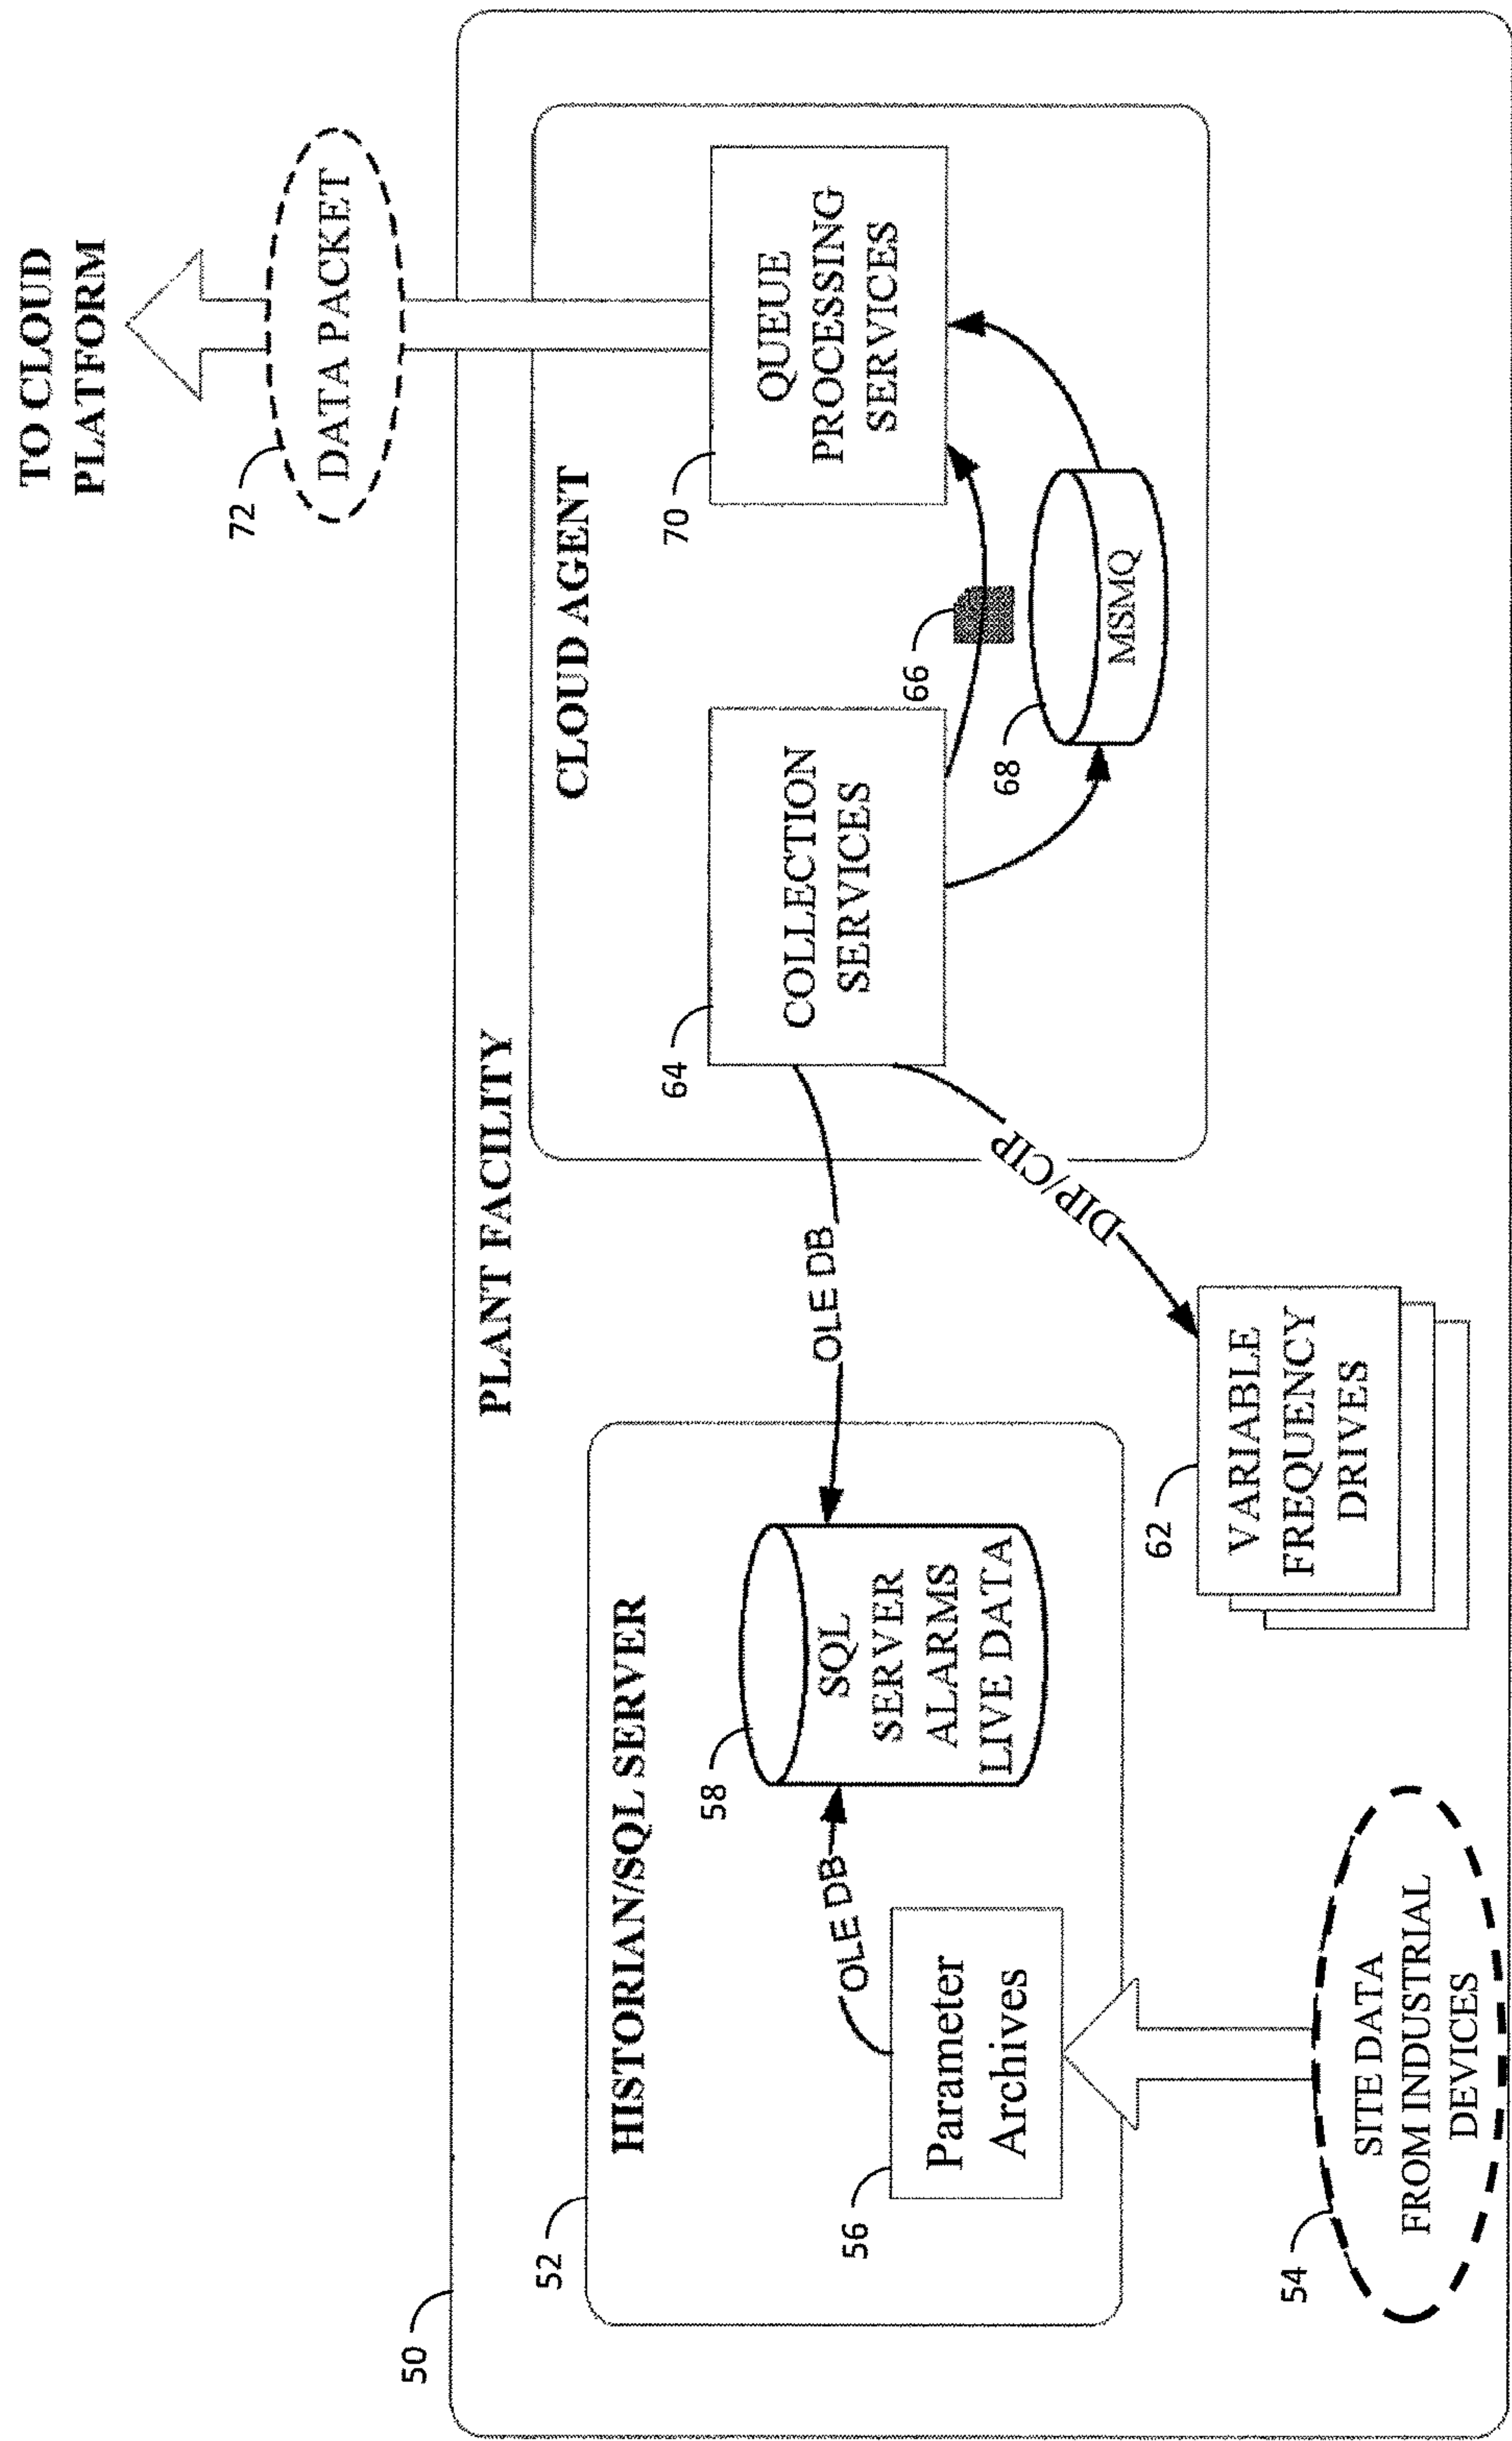 TO CLOUD
PLATFORM
72
DATA PACKET
50
PLANT FACILITY
52
HISTORIAN/SQL SERVER
CLOUD AGENT
58
SQL
SERVER
ALARMS
LIVE DATA
OLE DB
56
Parameter
Archives
OLE DB
64
COLLECTION
SERVICES
70
QUEUE
PROCESSING
SERVICES
66
68
MSMQ
DIP/CIP
62
VARIABLE
FREQUENCY
DRIVES
54
SITE DATA
FROM INDUSTRIAL
DEVICES